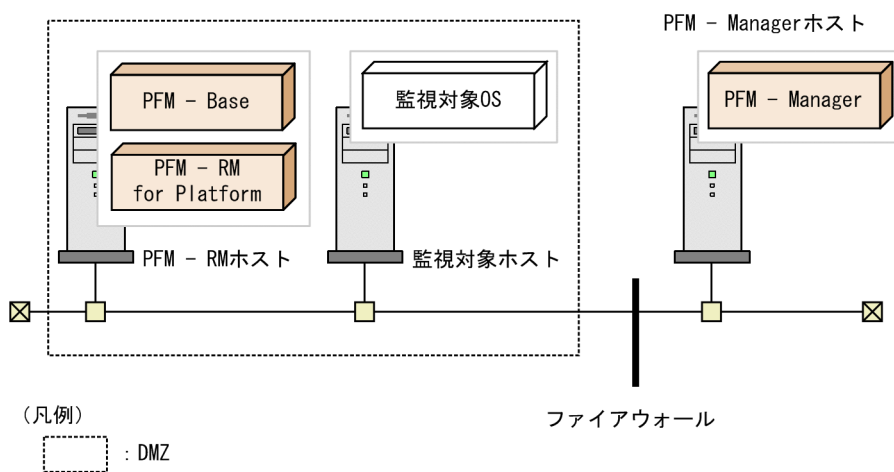 PFM - Managerホスト
PFM - Base
監視対象OS
PFM - Manager
PFM - RM
for Platform
PFM - RMホスト
監視対象ホスト
ファイアウォール
（凡例）
：DMZ